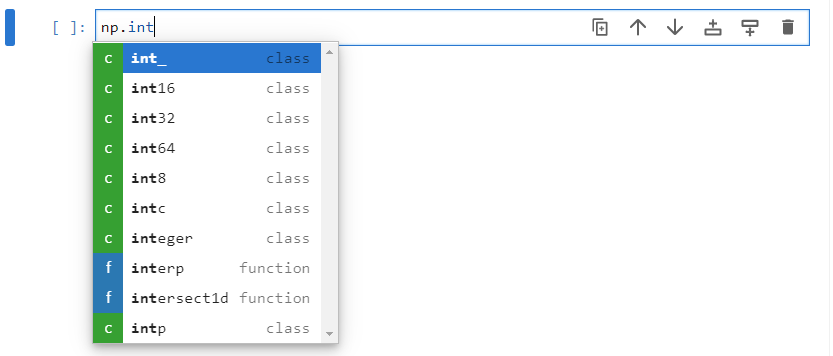 [ ]: np.int
c int_ class
c int16 class
c int32 class
c int64 class
c int8 class
c intc class
c integer class
f interp function
f intersect1d function
c intp class